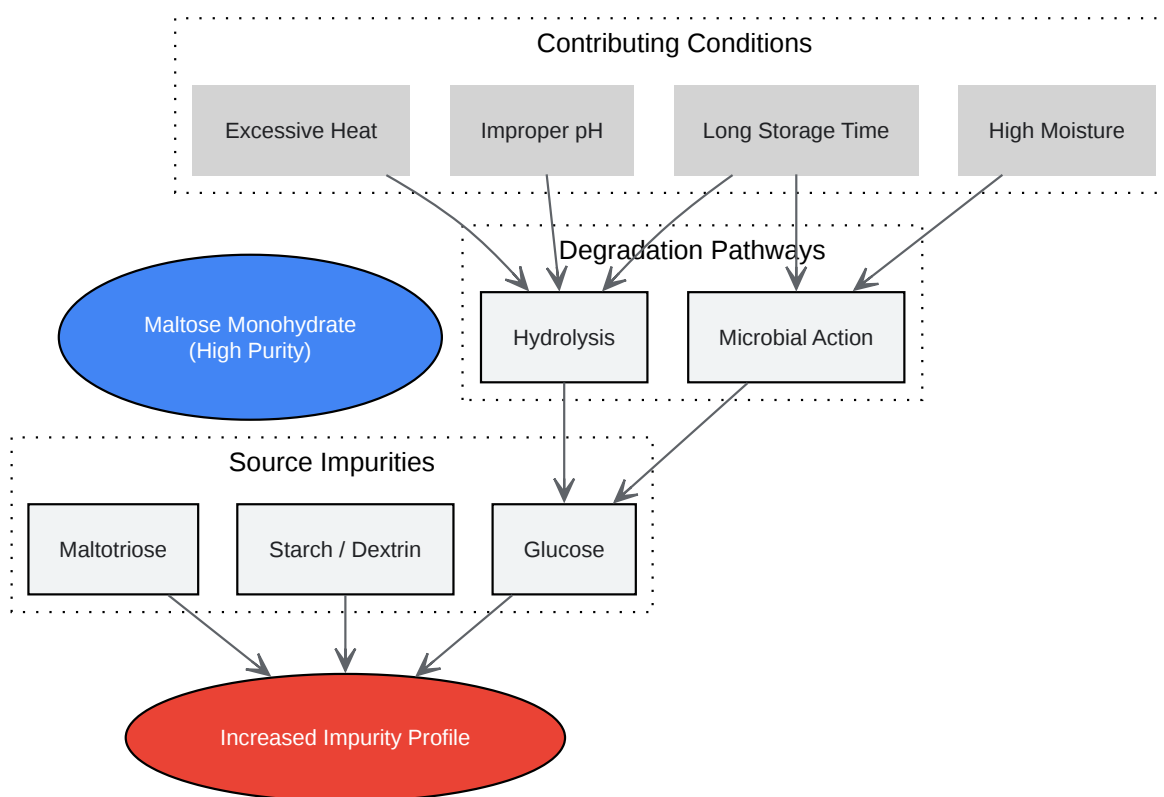 Contributing Conditions
Excessive Heat
Improper pH
Long Storage Time
High Moisture
Degradation Pathways
Maltose Monohydrate
(High Purity)
Hydrolysis
Microbial Action
Source Impurities
Maltotriose
Starch / Dextrin
Glucose
Increased Impurity Profile